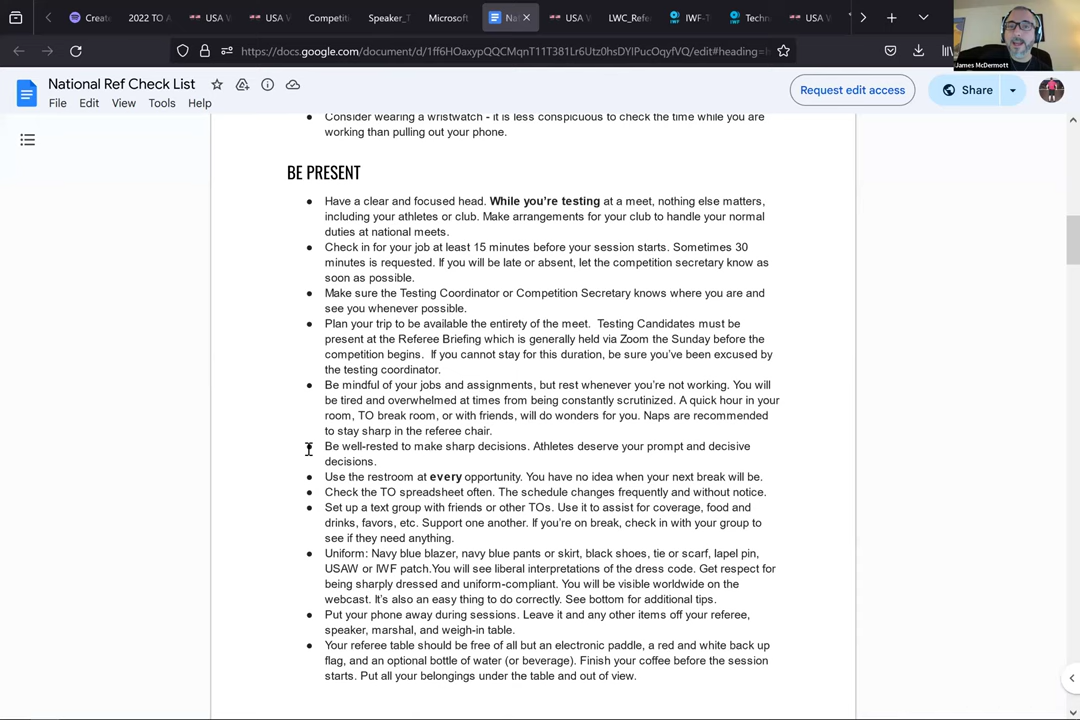 Create
2022 TO A
USA V
USA V
Competiti
Speaker_T
Microsoft
Nat
USA V
LWC_Refe
IWF-T
Techn
USA V
https://docs.google.com/document/d/1ff6HOaxypQQCMqnT11T381Lr6Utz0hsDYIPucOqyfVQ/edit#heading=h
James McDermott
National Ref Check List
File Edit View Tools Help
Request edit access
Share
Consider wearing a wristwatch - it is less conspicuous to check the time while you are
working than pulling out your phone.
BE PRESENT
● Have a clear and focused head. While you're testing at a meet, nothing else matters,
including your athletes or club. Make arrangements for your club to handle your normal
duties at national meets.
● Check in for your job at least 15 minutes before your session starts. Sometimes 30
minutes is requested. If you will be late or absent, let the competition secretary know as
soon as possible.
● Make sure the Testing Coordinator or Competition Secretary knows where you are and
see you whenever possible.
● Plan your trip to be available the entirety of the meet. Testing Candidates must be
present at the Referee Briefing which is generally held via Zoom the Sunday before the
competition begins. If you cannot stay for this duration, be sure you've been excused by
the testing coordinator.
● Be mindful of your jobs and assignments, but rest whenever you're not working. You will
be tired and overwhelmed at times from being constantly scrutinized. A quick hour in your
room, TO break room, or with friends, will do wonders for you. Naps are recommended
to stay sharp in the referee chair.
● Be well-rested to make sharp decisions. Athletes deserve your prompt and decisive
decisions.
● Use the restroom at every opportunity. You have no idea when your next break will be.
● Check the TO spreadsheet often. The schedule changes frequently and without notice.
● Set up a text group with friends or other TOs. Use it to assist for coverage, food and
drinks, favors, etc. Support one another. If you're on break, check in with your group to
see if they need anything.
● Uniform: Navy blue blazer, navy blue pants or skirt, black shoes, tie or scarf, lapel pin,
USAW or IWF patch.You will see liberal interpretations of the dress code. Get respect for
being sharply dressed and uniform-compliant. You will be visible worldwide on the
webcast. It's also an easy thing to do correctly. See bottom for additional tips.
● Put your phone away during sessions. Leave it and any other items off your referee,
speaker, marshal, and weigh-in table.
● Your referee table should be free of all but an electronic paddle, a red and white back up
flag, and an optional bottle of water (or beverage). Finish your coffee before the session
starts. Put all your belongings under the table and out of view.